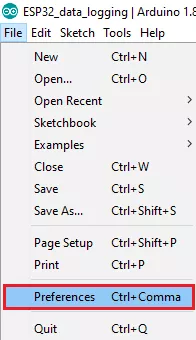 ESP32_data_logging | Arduino 1.8
File Edit Sketch Tools Help
New Ctrl+N
Open... Ctrl+O
Open Recent
Sketchbook
Examples
Close Ctrl+W
Save Ctrl+S
Save As... Ctrl+Shift+S
Page Setup Ctrl+Shift+P
Print Ctrl+P
Preferences Ctrl+Comma
Quit Ctrl+Q